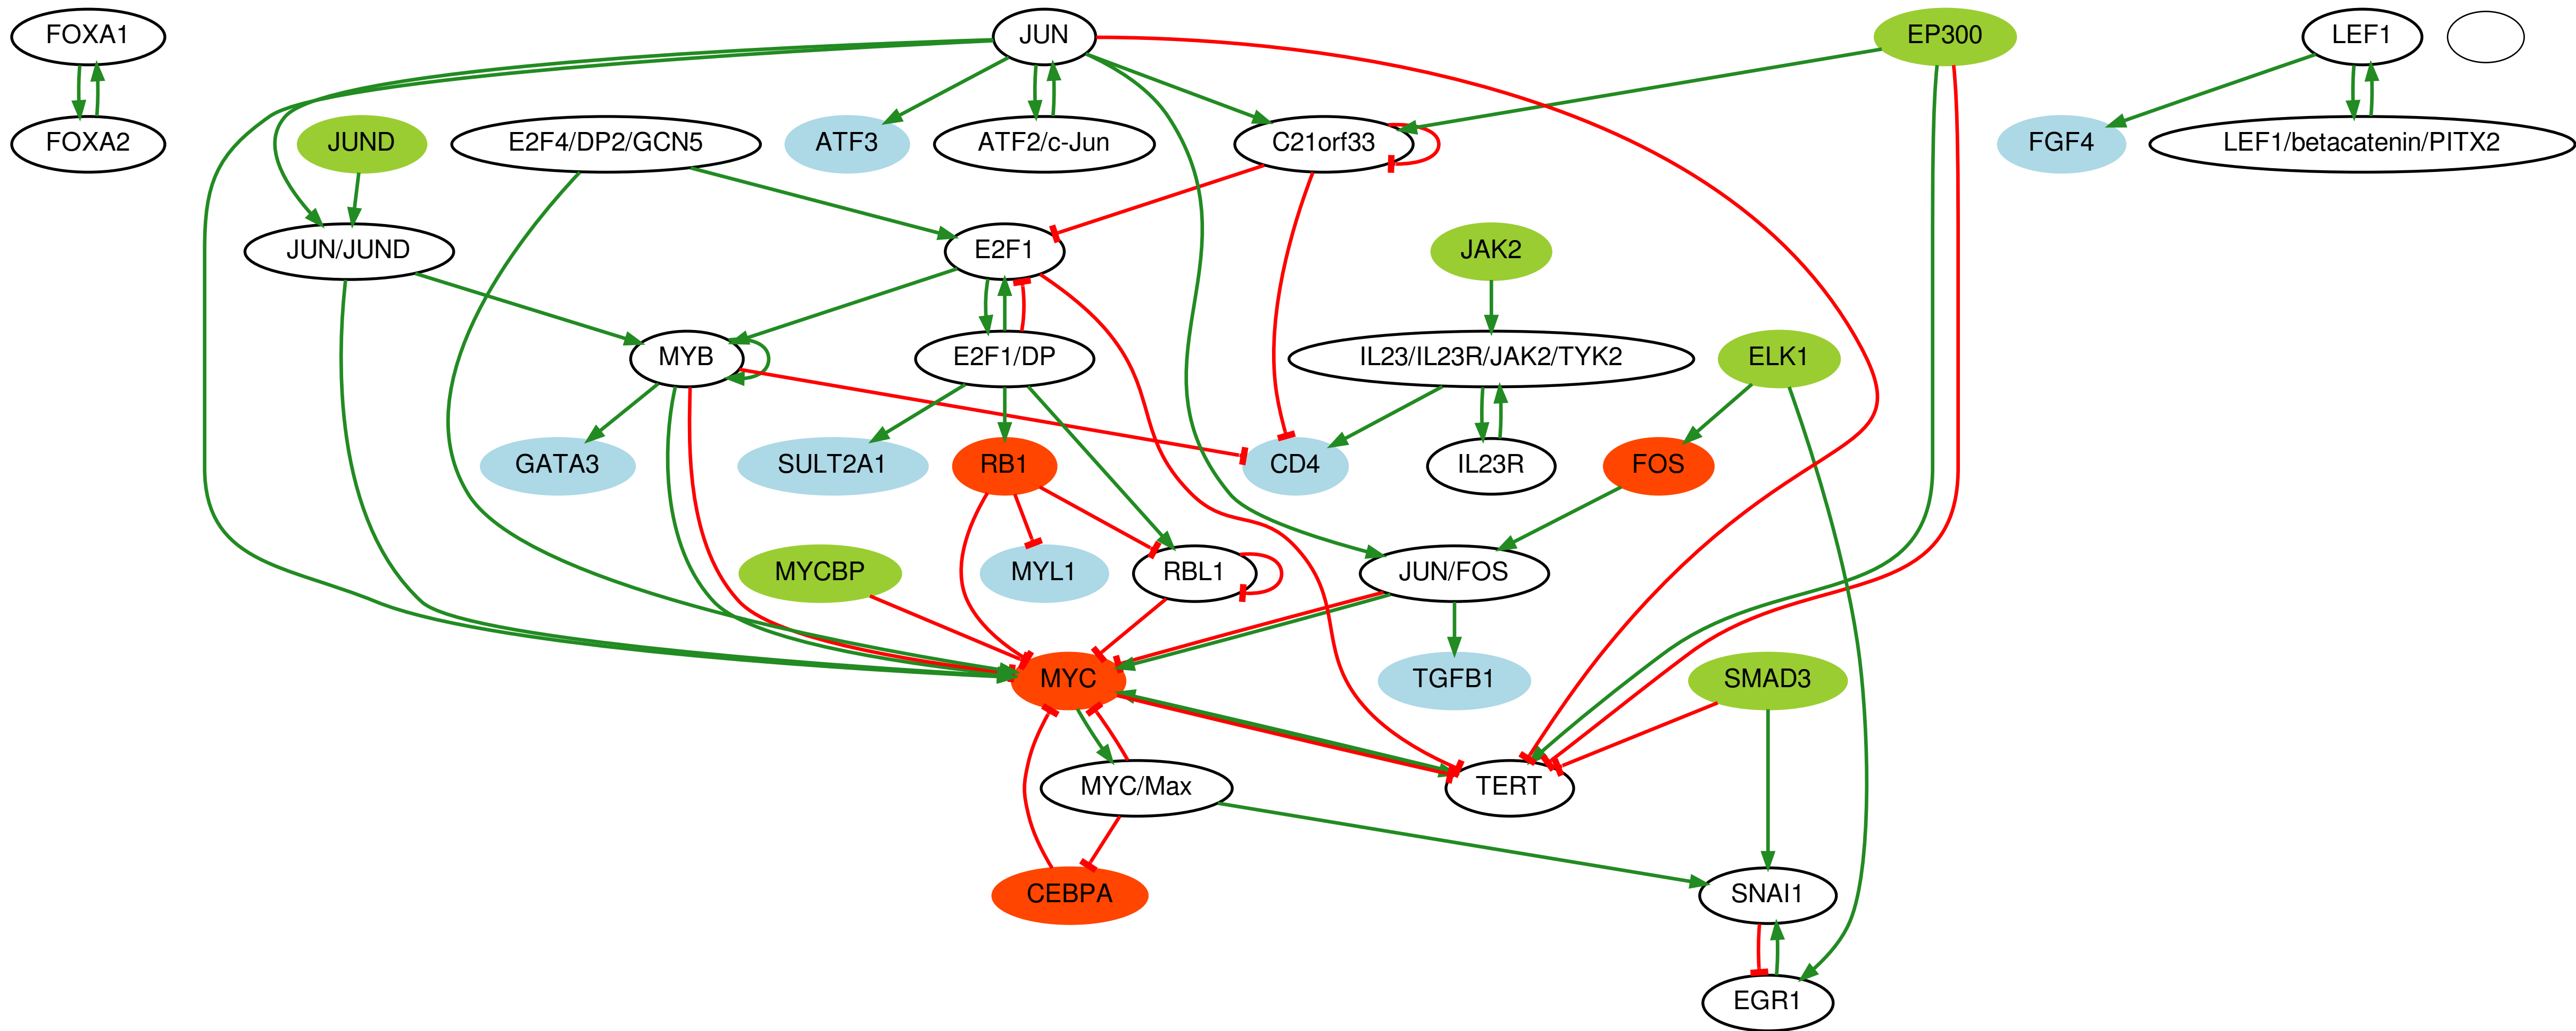 FOXA1
JUN
EP300
LEF1
FOXA2
JUND
E2F4/DP2/GCN5
ATF3
ATF2/c-Jun
C21orf33
FGF4
LEF1/betacatenin/PITX2
JUN/JUND
E2F1
JAK2
MYB
E2F1/DP
IL23/IL23R/JAK2/TYK2
ELK1
GATA3
SULT2A1
RB1
CD4
IL23R
FOS
MYCBP
MYL1
RBL1
JUN/FOS
MYC
TGFB1
SMAD3
MYC/Max
TERT
CEBPA
SNAI1
EGR1